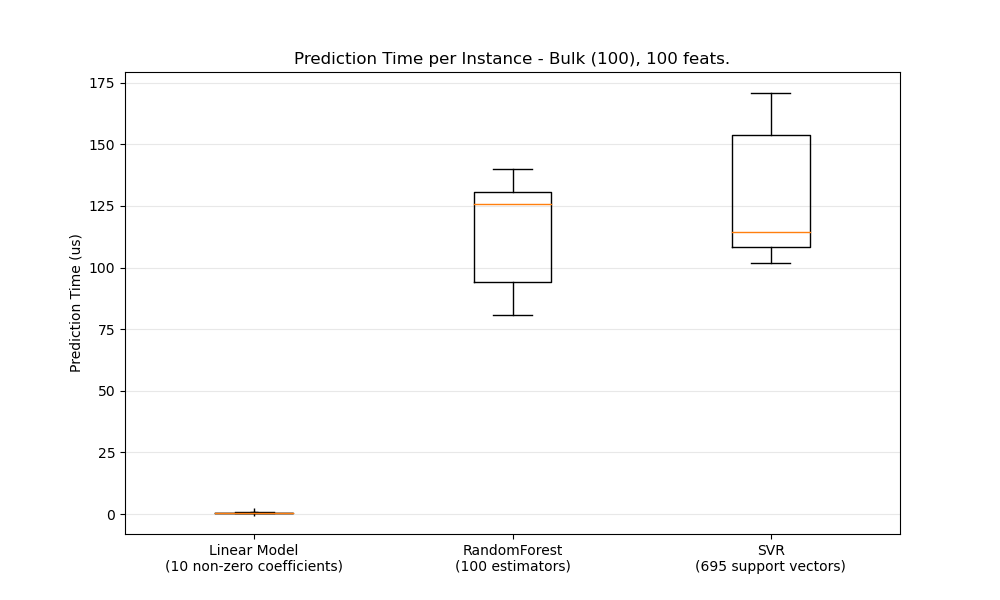 Prediction Time per Instance - Bulk (100), 100 feats.
Prediction Time (us)
175
150
125
100
75
50
25
0
Linear Model
(10 non-zero coefficients)
RandomForest
(100 estimators)
SVR
(695 support vectors)